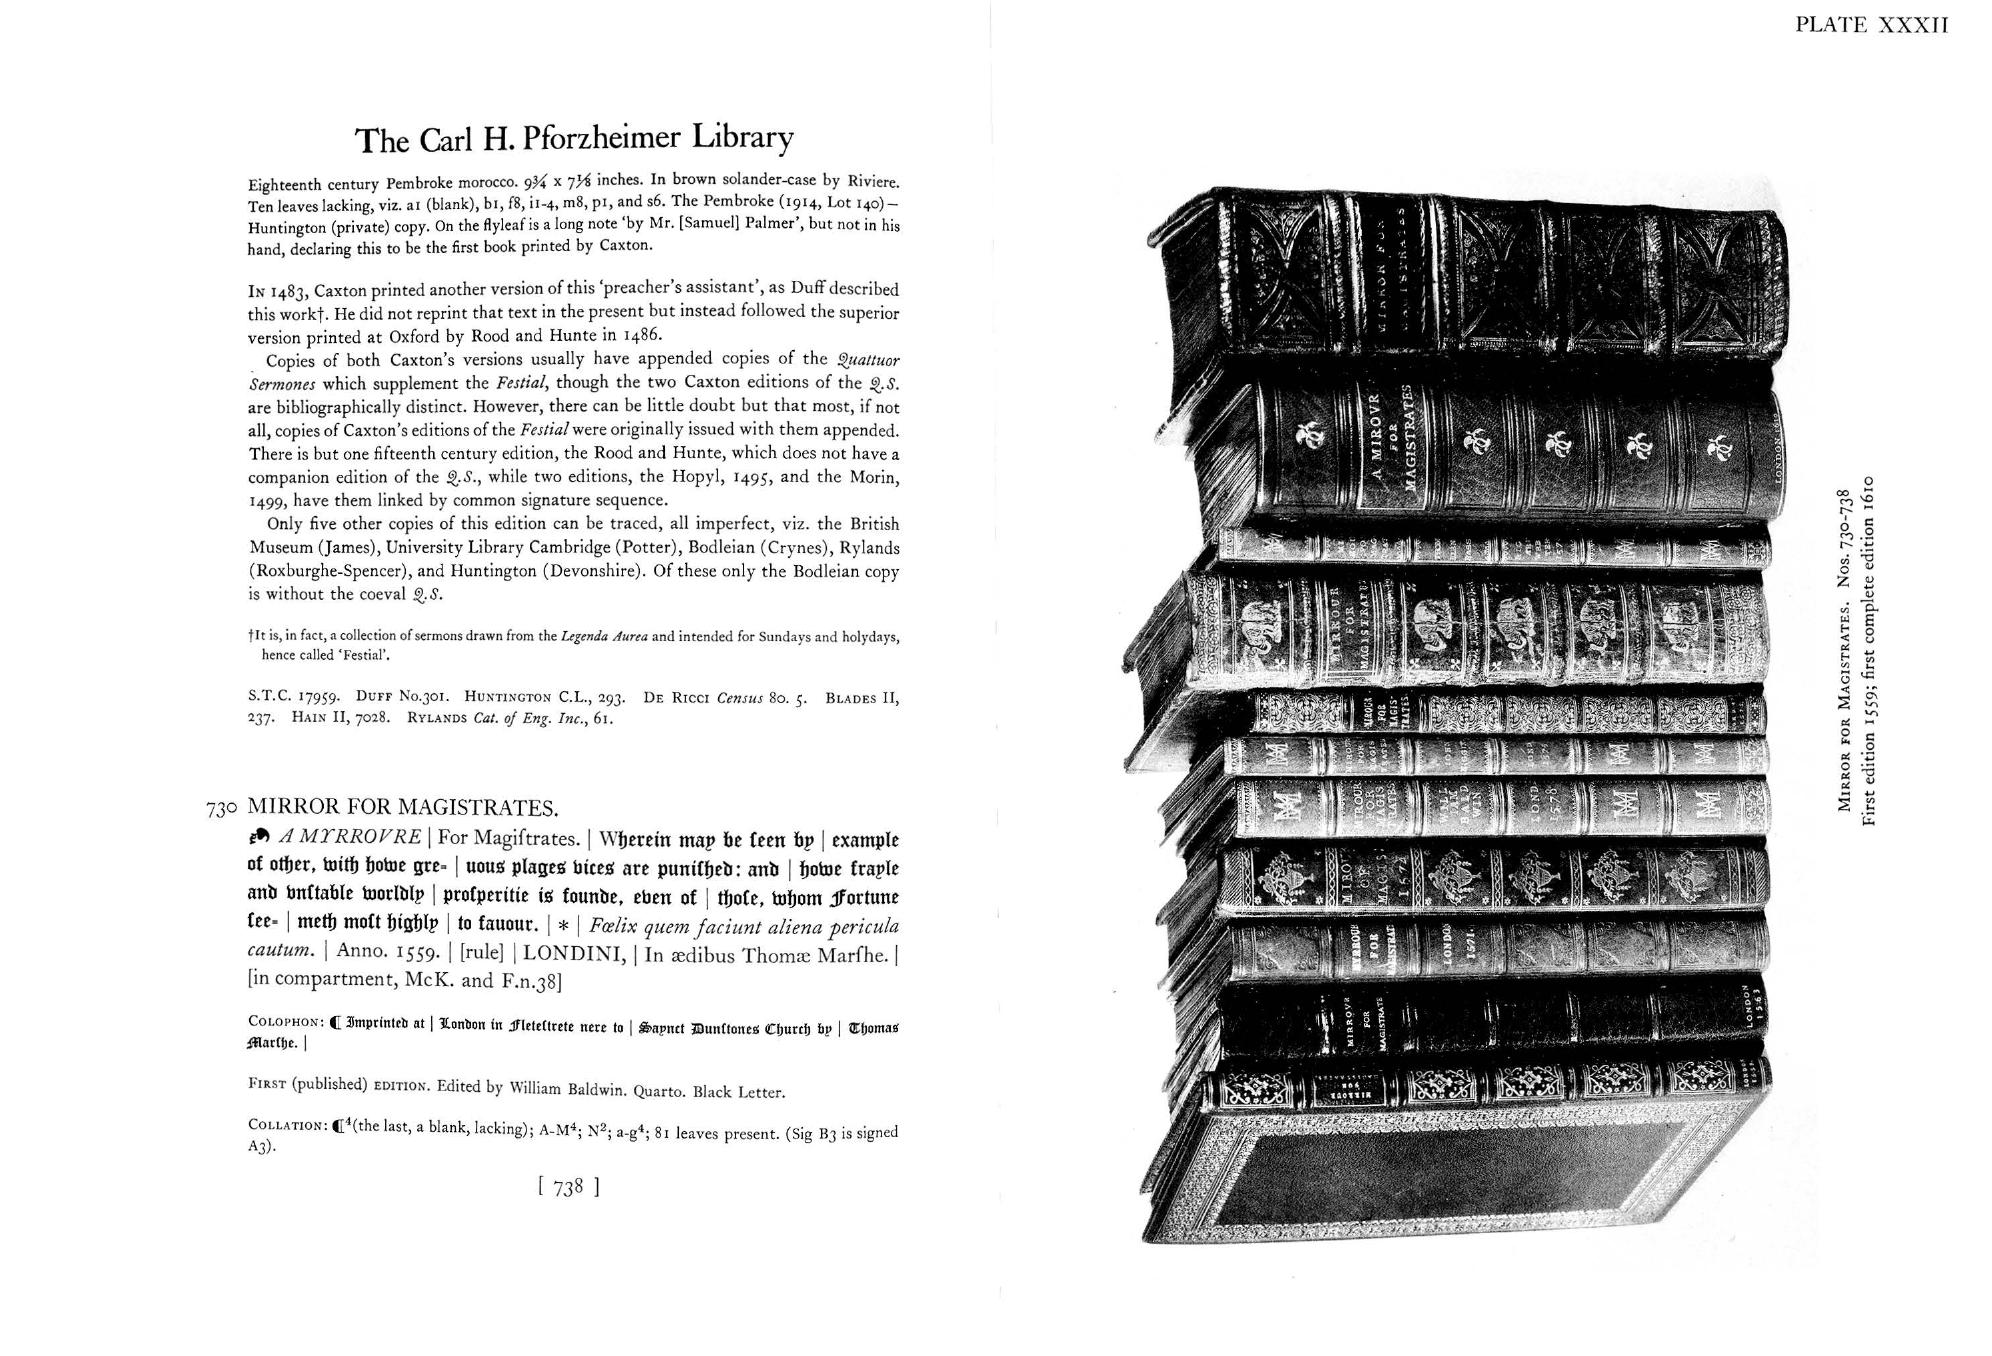 The Carl H. Pforzheimer Library
Eighteenth century Pembroke morocco. 9¾ x 7⅛ inches. In brown solander-case by Riviere.
Ten leaves lacking, viz. a1 (blank), b1, f8, i1-4, m8, p1, and s6. The Pembroke (1914, Lot 140)—
Huntington (private) copy. On the flyleaf is a long note ‘by Mr. [Samuel] Palmer’, but not in his
hand, declaring this to be the first book printed by Caxton.
IN 1483, Caxton printed another version of this ‘preacher’s assistant’, as Duff described
this work†. He did not reprint that text in the present but instead followed the superior
version printed at Oxford by Rood and Hunte in 1486.
Copies of both Caxton’s versions usually have appended copies of the Quattuor
Sermones which supplement the Festial, though the two Caxton editions of the Q.S.
are bibliographically distinct. However, there can be little doubt but that most, if not
all, copies of Caxton’s editions of the Festial were originally issued with them appended.
There is but one fifteenth century edition, the Rood and Hunte, which does not have a
companion edition of the Q.S., while two editions, the Hopyl, 1495, and the Morin,
1499, have them linked by common signature sequence.
Only five other copies of this edition can be traced, all imperfect, viz. the British
Museum (James), University Library Cambridge (Potter), Bodleian (Crynes), Rylands
(Roxburghe-Spencer), and Huntington (Devonshire). Of these only the Bodleian copy
is without the coeval Q.S.
†It is, in fact, a collection of sermons drawn from the Legenda Aurea and intended for Sundays and holydays,
hence called ‘Festial’.
S.T.C. 17959. DUFF No.301. HUNTINGTON C.L., 293. DE RICCI Census 80. 5. BLADES II,
237. HAIN II, 7028. RYLANDS Cat. of Eng. Inc., 61.
730 MIRROR FOR MAGISTRATES.
❧ A MYRROVRE | For Magiſtrates. | Wherein may be ſeen by | example
of other, with howe gre= | uous plages vices are puniſhed: and | howe frayle
and vnſtable worldly | proſperitie is founde, even of | thoſe, whom Fortune
ſee= | meth moſt highly | to fauour. | * | Fœlix quem faciunt aliena pericula
cautum. | Anno. 1559. | [rule] | LONDINI, | In ædibus Thomæ Marſhe. |
[in compartment, McK. and F.n.38]
COLOPHON: ¶ Imprinted at | London in Fleteſtrete nere to | Saynct Dunſtones Church by | Thomas
Marſhe. |
FIRST (published) EDITION. Edited by William Baldwin. Quarto. Black Letter.
COLLATION: ¶⁴(the last, a blank, lacking); A-M⁴; N²; a-g⁴; 81 leaves present. (Sig B3 is signed
A3).
[ 738 ]
PLATE XXXII
MIRROR FOR MAGISTRATES
A MIROVR
FOR
MAGISTRATES
LONDON 1610
MIRROUR
FOR
MAGISTRATES
MIRROR
FOR
MAGIS-
TRATES
MIROUR
FOR
MAGIS
TRATES
WILL
IAM
BALD
WIN
LOND
1578
MIROR
OF
MAGIS:
1572
MYRROUR
FOR
MAGISTRAT.
LONDON
1571.
MIRROVR
FOR
MAGISTRATE
LONDON
1563
MIRROUR
FOR
MIRROR FOR MAGISTRATES. Nos. 730-738
First edition 1559; first complete edition 1610